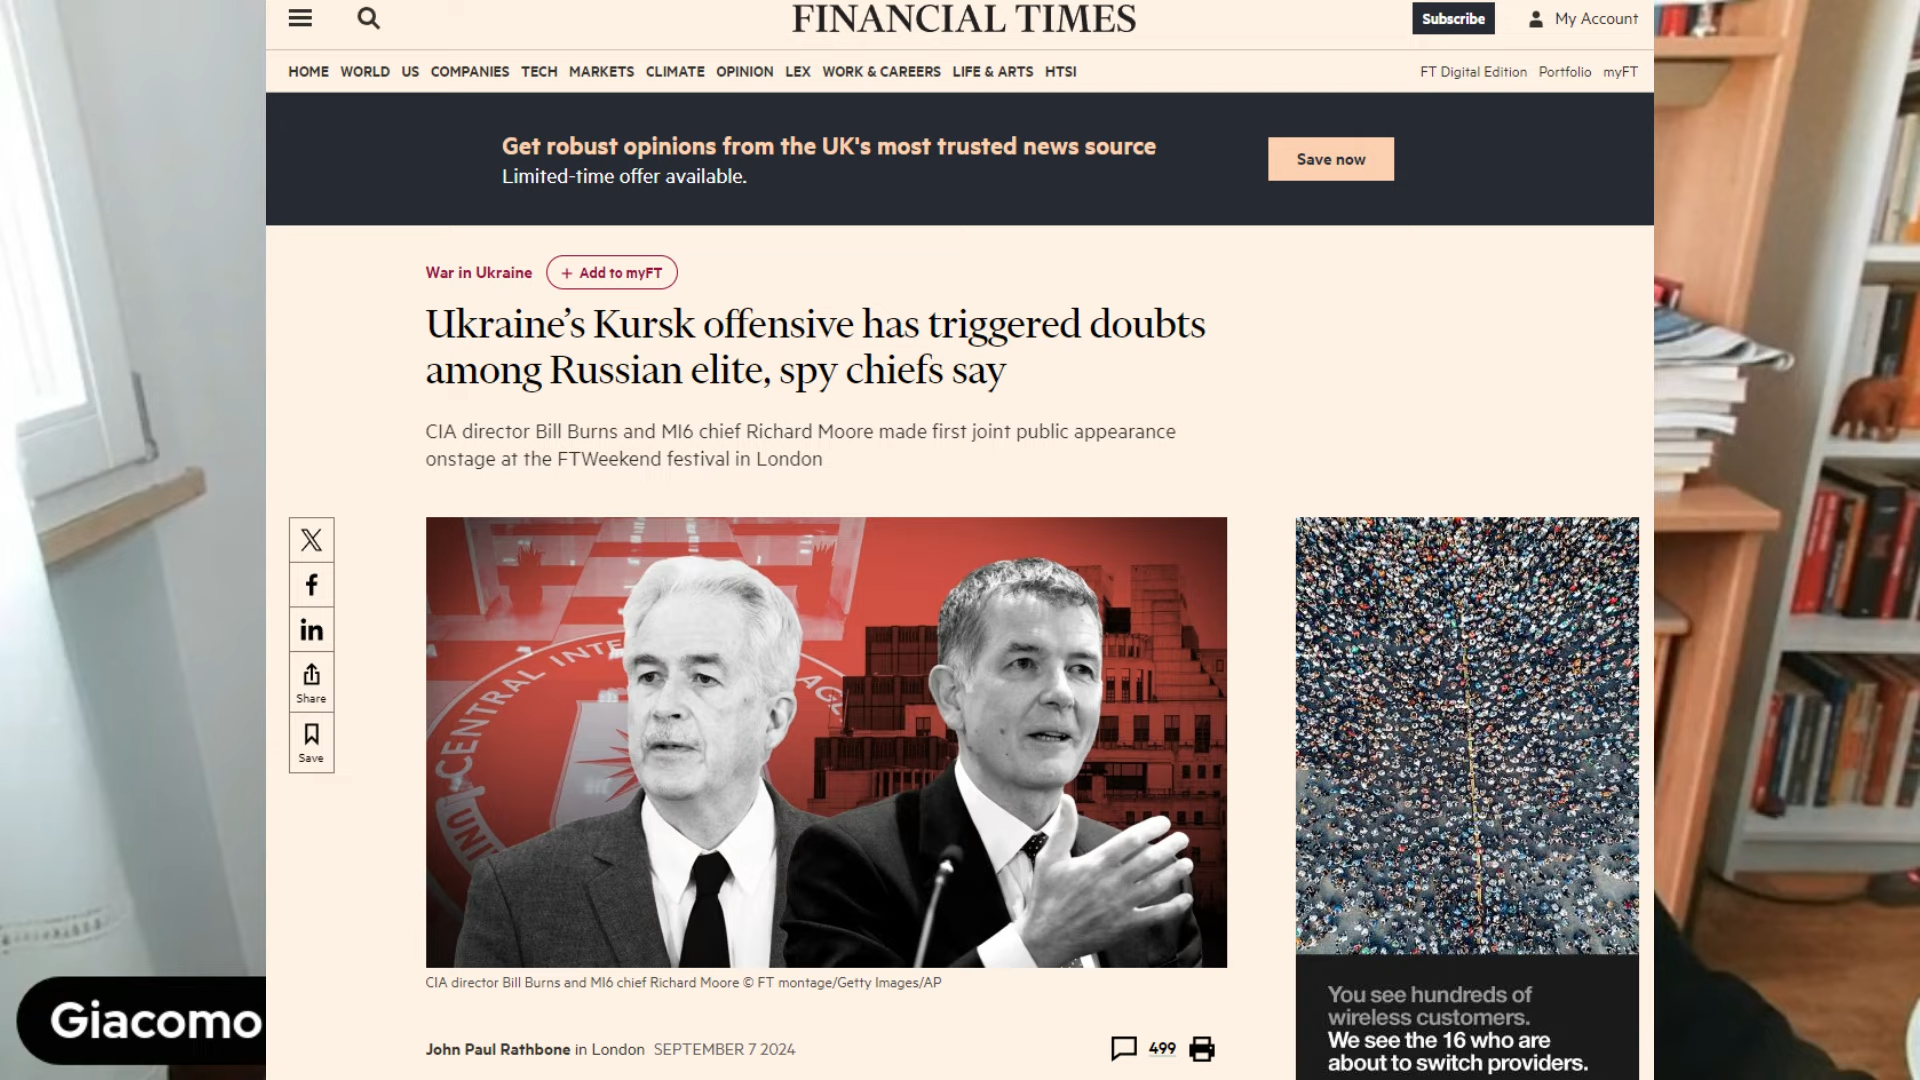 FINANCIAL TIMES
Subscribe
My Account
HOME WORLD US COMPANIES TECH MARKETS CLIMATE OPINION LEX WORK & CAREERS LIFE & ARTS HTSI
FT Digital Edition Portfolio myFT
Get robust opinions from the UK's most trusted news source
Limited-time offer available.
Save now
War in Ukraine
+ Add to myFT
Ukraine’s Kursk offensive has triggered doubts
among Russian elite, spy chiefs say
CIA director Bill Burns and MI6 chief Richard Moore made first joint public appearance
onstage at the FTWeekend festival in London
X
f
in
Share
Save
CENTRAL INTE
AGE
UNI
CIA director Bill Burns and MI6 chief Richard Moore © FT montage/Getty Images/AP
John Paul Rathbone in London SEPTEMBER 7 2024
499
You see hundreds of
wireless customers.
We see the 16 who are
about to switch providers.
Giacomo